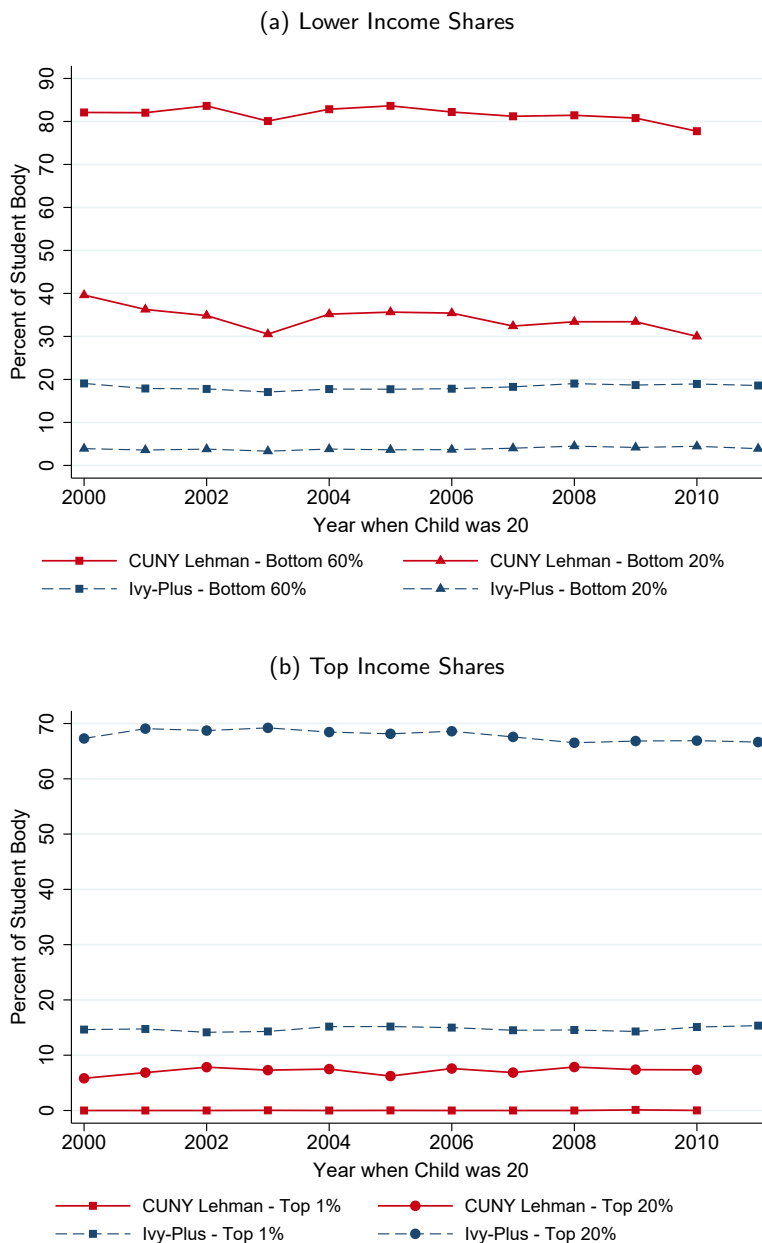 (a) Lower Income Shares
Percent of Student Body
90
80
70
60
50
40
30
20
10
0
2000 2002 2004 2006 2008 2010
Year when Child was 20
CUNY Lehman - Bottom 60% CUNY Lehman - Bottom 20%
Ivy-Plus - Bottom 60% Ivy-Plus - Bottom 20%
(b) Top Income Shares
Percent of Student Body
70
60
50
40
30
20
10
0
2000 2002 2004 2006 2008 2010
Year when Child was 20
CUNY Lehman - Top 1% CUNY Lehman - Top 20%
Ivy-Plus - Top 1% Ivy-Plus - Top 20%